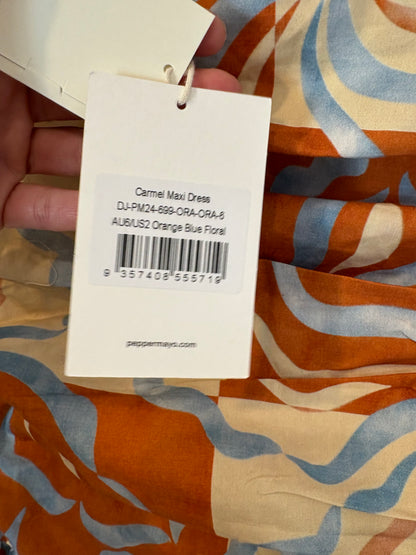 Carmel Maxi Dress
DJ-PM24-699-ORA-ORA-6
AU6/US2 Orange Blue Floral
9 357408 555719
peppermayo.com